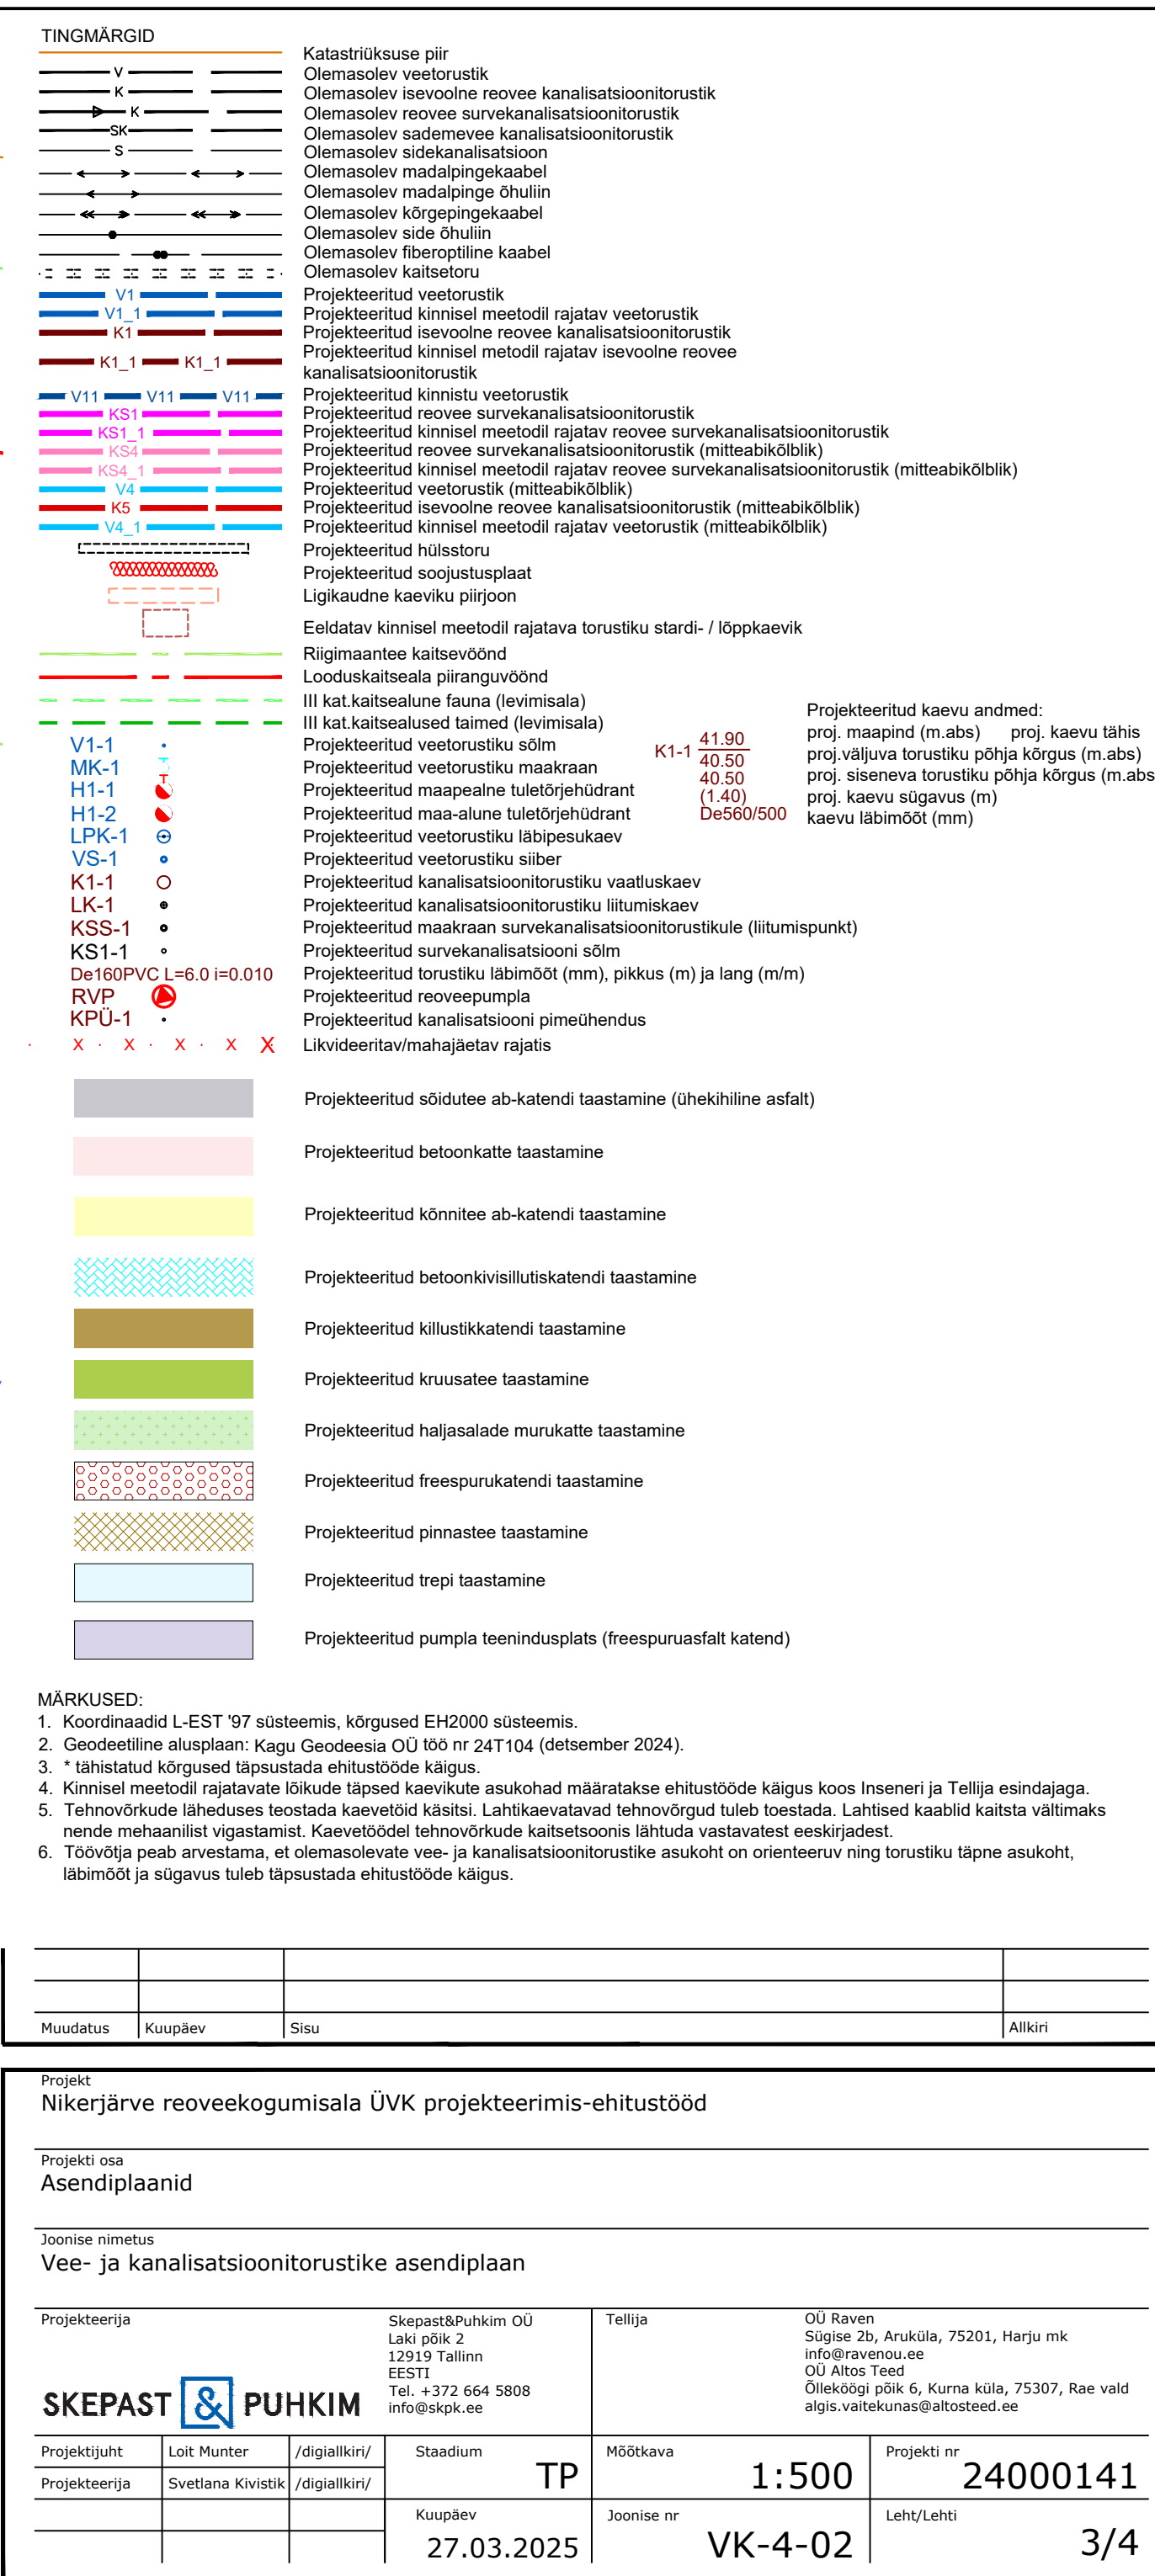 TINGMÄRGID
Katastriüksuse piir
V Olemasolev veetorustik
K Olemasolev isevoolne reovee kanalisatsioonitorustik
K Olemasolev reovee survekanalisatsioonitorustik
SK Olemasolev sademevee kanalisatsioonitorustik
S Olemasolev sidekanalisatsioon
Olemasolev madalpingekaabel
Olemasolev madalpinge õhuliin
Olemasolev kõrgepingekaabel
Olemasolev side õhuliin
Olemasolev fiberoptiline kaabel
Olemasolev kaitsetoru
V1 Projekteeritud veetorustik
V1_1 Projekteeritud kinnisel meetodil rajatav veetorustik
K1 Projekteeritud isevoolne reovee kanalisatsioonitorustik
K1_1 K1_1 Projekteeritud kinnisel metodil rajatav isevoolne reovee
kanalisatsioonitorustik
V11 V11 V11 Projekteeritud kinnistu veetorustik
KS1 Projekteeritud reovee survekanalisatsioonitorustik
KS1_1 Projekteeritud kinnisel meetodil rajatav reovee survekanalisatsioonitorustik
KS4 Projekteeritud reovee survekanalisatsioonitorustik (mitteabikõlblik)
KS4_1 Projekteeritud kinnisel meetodil rajatav reovee survekanalisatsioonitorustik (mitteabikõlblik)
V4 Projekteeritud veetorustik (mitteabikõlblik)
K5 Projekteeritud isevoolne reovee kanalisatsioonitorustik (mitteabikõlblik)
V4_1 Projekteeritud kinnisel meetodil rajatav veetorustik (mitteabikõlblik)
Projekteeritud hülsstoru
Projekteeritud soojustusplaat
Ligikaudne kaeviku piirjoon
Eeldatav kinnisel meetodil rajatava torustiku stardi- / lõppkaevik
Riigimaantee kaitsevöönd
Looduskaitseala piiranguvöönd
III kat.kaitsealune fauna (levimisala)
III kat.kaitsealused taimed (levimisala)
V1-1 Projekteeritud veetorustiku sõlm
MK-1 Projekteeritud veetorustiku maakraan
H1-1 Projekteeritud maapealne tuletõrjehüdrant
H1-2 Projekteeritud maa-alune tuletõrjehüdrant
LPK-1 Projekteeritud veetorustiku läbipesukaev
VS-1 Projekteeritud veetorustiku siiber
K1-1 Projekteeritud kanalisatsioonitorustiku vaatluskaev
LK-1 Projekteeritud kanalisatsioonitorustiku liitumiskaev
KSS-1 Projekteeritud maakraan survekanalisatsioonitorustikule (liitumispunkt)
KS1-1 Projekteeritud survekanalisatsiooni sõlm
De160PVC L=6.0 i=0.010 Projekteeritud torustiku läbimõõt (mm), pikkus (m) ja lang (m/m)
RVP Projekteeritud reoveepumpla
KPÜ-1 Projekteeritud kanalisatsiooni pimeühendus
X X X X X Likvideeritav/mahajäetav rajatis
Projekteeritud kaevu andmed:
K1-1 41.90 proj. maapind (m.abs) proj. kaevu tähis
40.50 proj.väljuva torustiku põhja kõrgus (m.abs)
40.50 proj. siseneva torustiku põhja kõrgus (m.abs
(1.40) proj. kaevu sügavus (m)
De560/500 kaevu läbimõõt (mm)
Projekteeritud sõidutee ab-katendi taastamine (ühekihiline asfalt)
Projekteeritud betoonkatte taastamine
Projekteeritud kõnnitee ab-katendi taastamine
Projekteeritud betoonkivisillutiskatendi taastamine
Projekteeritud killustikkatendi taastamine
Projekteeritud kruusatee taastamine
Projekteeritud haljasalade murukatte taastamine
Projekteeritud freespurukatendi taastamine
Projekteeritud pinnastee taastamine
Projekteeritud trepi taastamine
Projekteeritud pumpla teenindusplats (freespuruasfalt katend)
MÄRKUSED:
1. Koordinaadid L-EST '97 süsteemis, kõrgused EH2000 süsteemis.
2. Geodeetiline alusplaan: Kagu Geodeesia OÜ töö nr 24T104 (detsember 2024).
3. * tähistatud kõrgused täpsustada ehitustööde käigus.
4. Kinnisel meetodil rajatavate lõikude täpsed kaevikute asukohad määratakse ehitustööde käigus koos Inseneri ja Tellija esindajaga.
5. Tehnovõrkude läheduses teostada kaevetöid käsitsi. Lahtikaevatavad tehnovõrgud tuleb toestada. Lahtised kaablid kaitsta vältimaks
nende mehaanilist vigastamist. Kaevetöödel tehnovõrkude kaitsetsoonis lähtuda vastavatest eeskirjadest.
6. Töövõtja peab arvestama, et olemasolevate vee- ja kanalisatsioonitorustike asukoht on orienteeruv ning torustiku täpne asukoht,
läbimõõt ja sügavus tuleb täpsustada ehitustööde käigus.
Muudatus Kuupäev Sisu Allkiri
Projekt
Nikerjärve reoveekogumisala ÜVK projekteerimis-ehitustööd
Projekti osa
Asendiplaanid
Joonise nimetus
Vee- ja kanalisatsioonitorustike asendiplaan
Projekteerija
SKEPAST & PUHKIM
Skepast&Puhkim OÜ
Laki põik 2
12919 Tallinn
EESTI
Tel. +372 664 5808
info@skpk.ee
Tellija
OÜ Raven
Sügise 2b, Aruküla, 75201, Harju mk
info@ravenou.ee
OÜ Altos Teed
Õlleköögi põik 6, Kurna küla, 75307, Rae vald
algis.vaitekunas@altosteed.ee
Projektijuht Loit Munter /digiallkiri/
Projekteerija Svetlana Kivistik /digiallkiri/
Staadium
TP
Mõõtkava
1:500
Projekti nr
24000141
Kuupäev
27.03.2025
Joonise nr
VK-4-02
Leht/Lehti
3/4